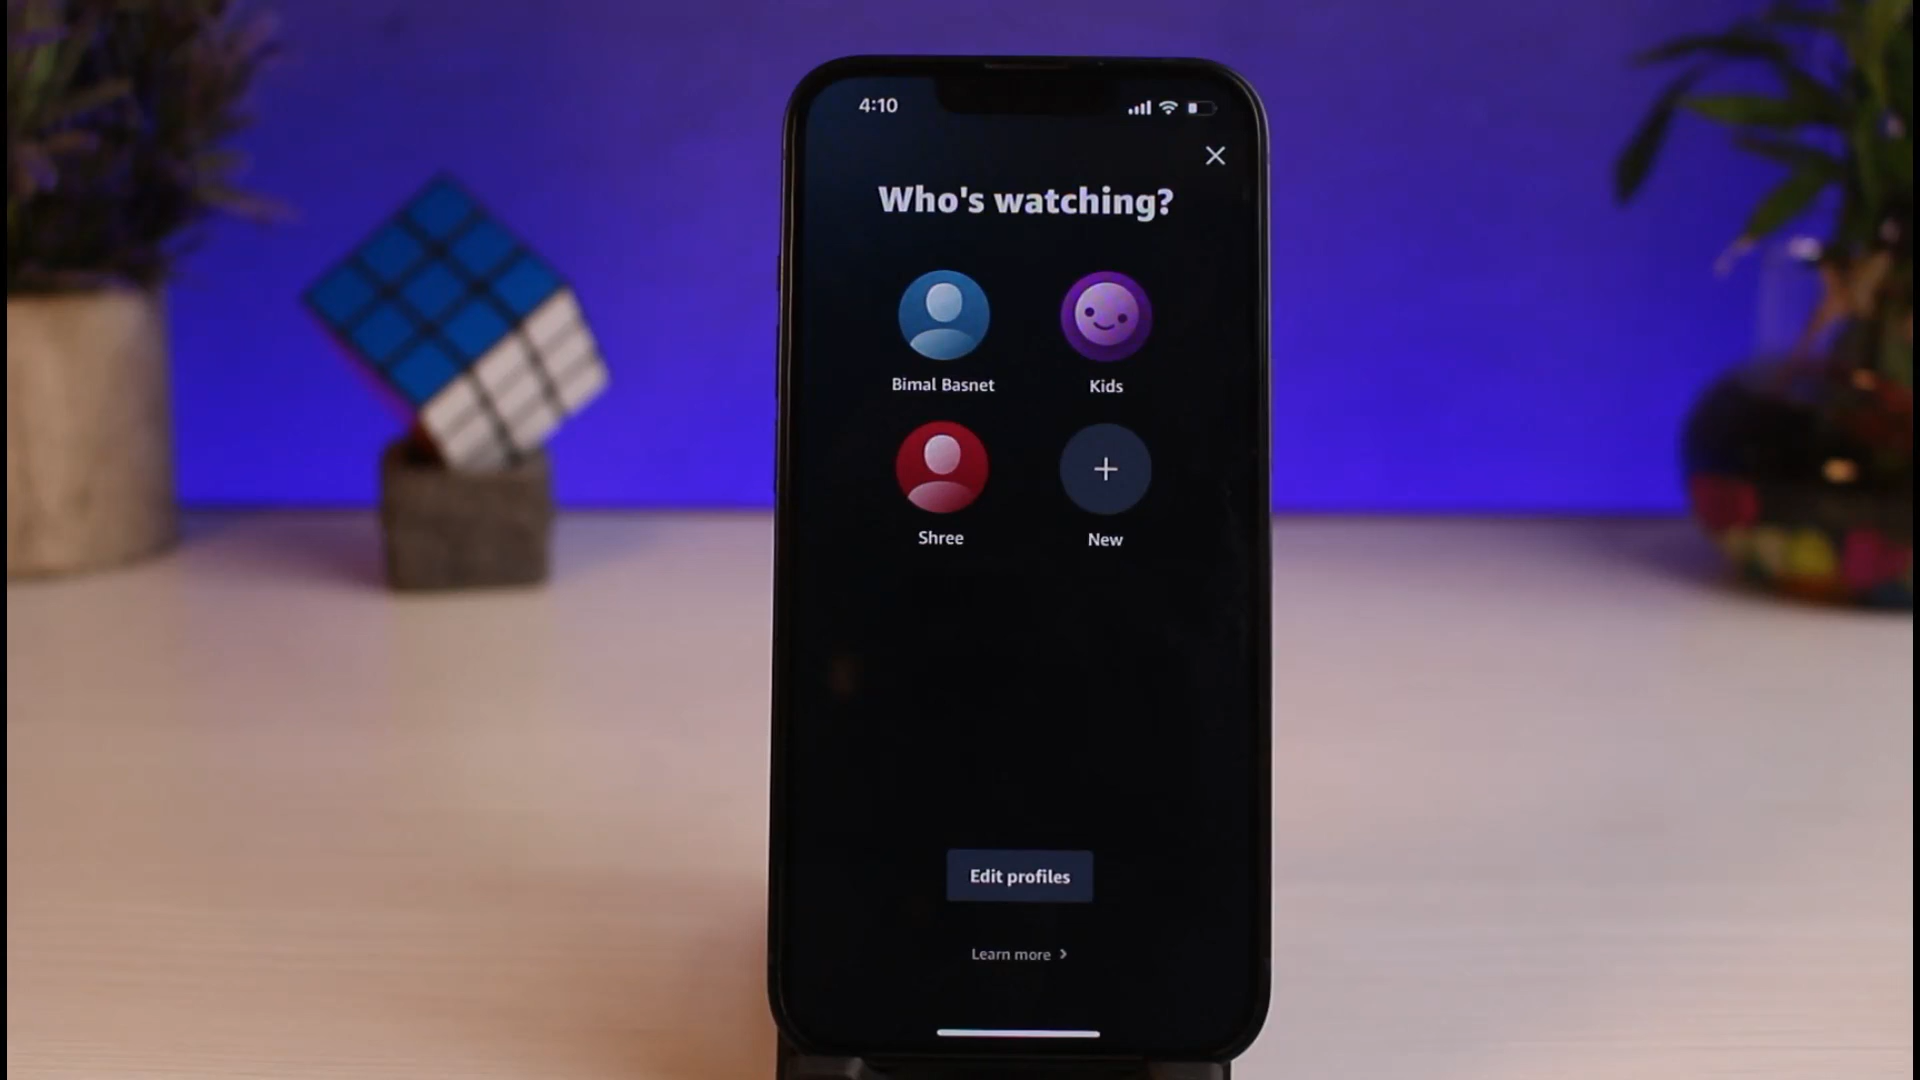 4:10
Who's watching?
Bimal Basnet
Kids
Shree
New
Edit profiles
Learn more